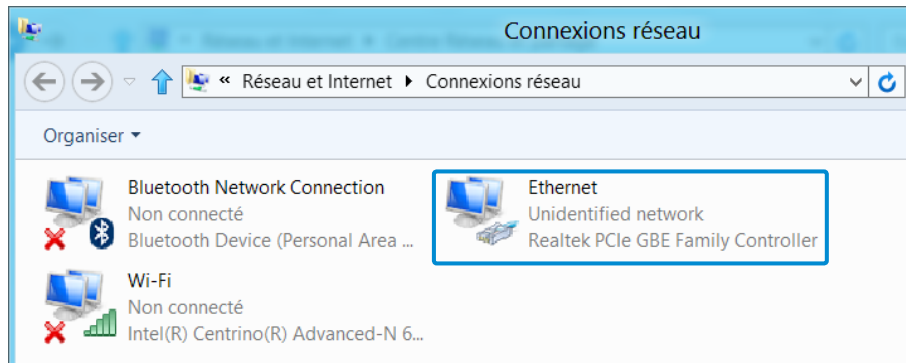 Connexions réseau
« Réseau et Internet Connexions réseau
Organiser
Bluetooth Network Connection
Non connecté
Bluetooth Device (Personal Area ...
Ethernet
Unidentified network
Realtek PCIe GBE Family Controller
Wi-Fi
Non connecté
Intel(R) Centrino(R) Advanced-N 6...